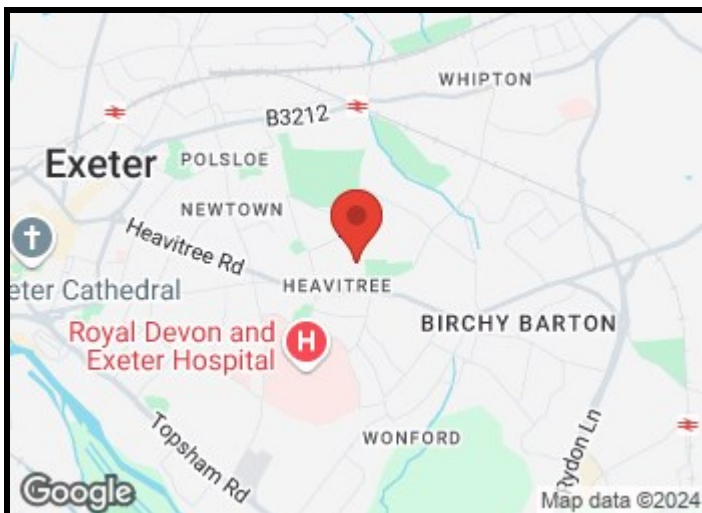 WHIPTON
B3212
Exeter
POLSLOE
NEWTOWN
Heavitree Rd
eter Cathedral
HEAVITREE
BIRCHY BARTON
Royal Devon and
Exeter Hospital
H
WONFORD
Topsham Rd
Rydon Ln
Google
Map data ©2024